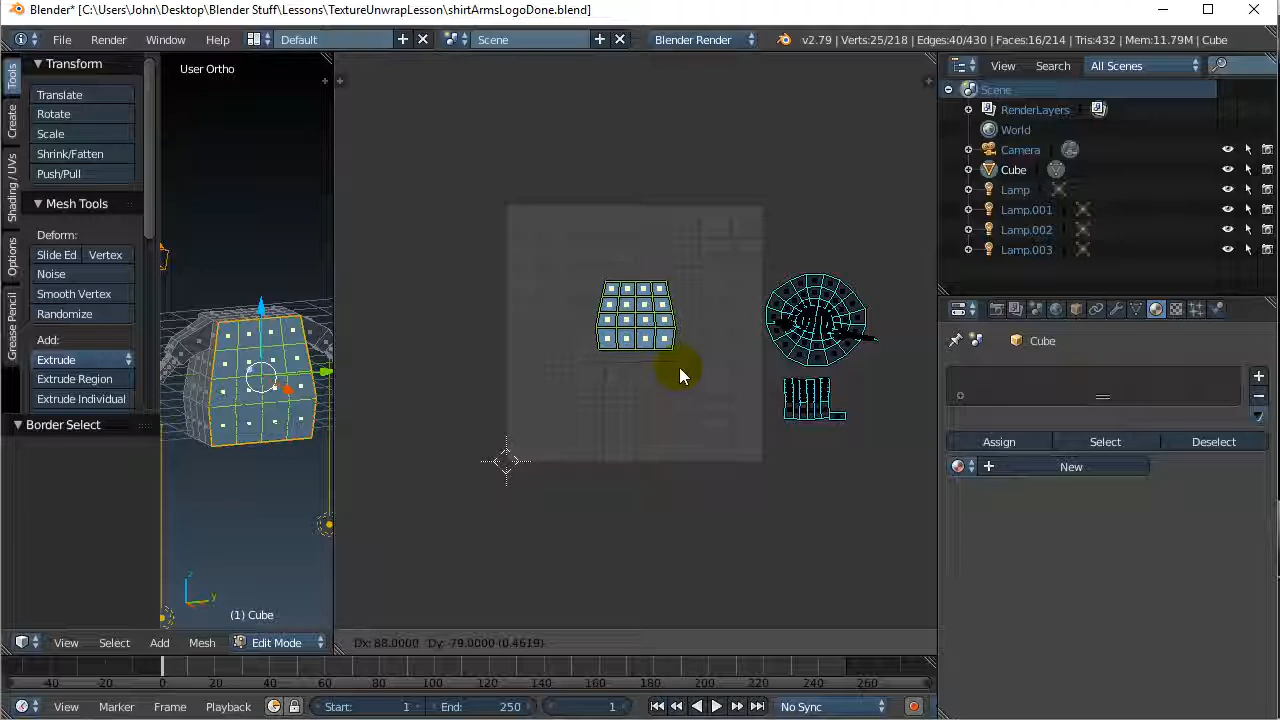 Blender* [C:\Users\John\Desktop\Blender Stuff\Lessons\TextureUnwrapLesson\shirtArmsLogoDone.blend]
File Render Window Help Default Scene Blender Render v2.79 | Verts:25/218 | Edges:40/430 | Faces:16/214 | Tris:432 | Mem:11.79M | Cube
Tools
Create
Shading / UVs
Options
Grease Pencil
Transform
Translate
Rotate
Scale
Shrink/Fatten
Push/Pull
Mesh Tools
Deform:
Slide Ed Vertex
Noise
Smooth Vertex
Randomize
Add:
Extrude
Extrude Region
Extrude Individual
Border Select
User Ortho
z
y
(1) Cube
View Select Add Mesh Edit Mode
Dx: 88.0000 Dy: -79.0000 (0.4619)
View Search All Scenes
Scene
RenderLayers
World
Camera
Cube
Lamp
Lamp.001
Lamp.002
Lamp.003
Cube
Assign Select Deselect
New
-40 -20 0 20 40 60 80 100 120 140 160 180 200 220 240 260
View Marker Frame Playback Start: 1 End: 250 1 No Sync